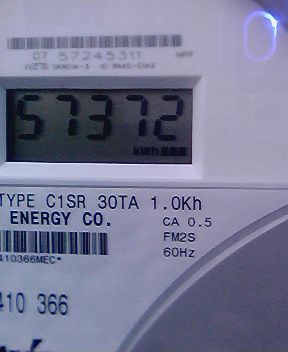 07 57245311
57372
kWh
TYPE C1SR 30TA 1.0Kh
ENERGY CO.
CA 0.5
FM2S
60Hz
410366MEC*
410 366